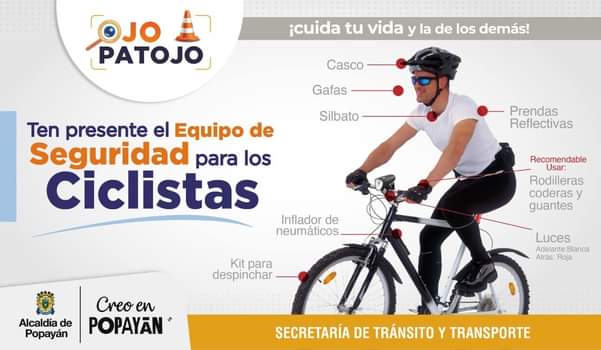 OJO
PATOJO
¡cuida tu vida y la de los demás!
Ten presente el Equipo de
Seguridad para los
Ciclistas
Casco
Gafas
Silbato
Prendas
Reflectivas
Recomendable
Usar:
Rodilleras
coderas y
guantes
Inflador de
neumáticos
Luces
Adelante Blanca
Atrás: Roja
Kit para
despinchar
Alcaldía de
Popayán
Creo en
POPAYÁN
SECRETARÍA DE TRÁNSITO Y TRANSPORTE